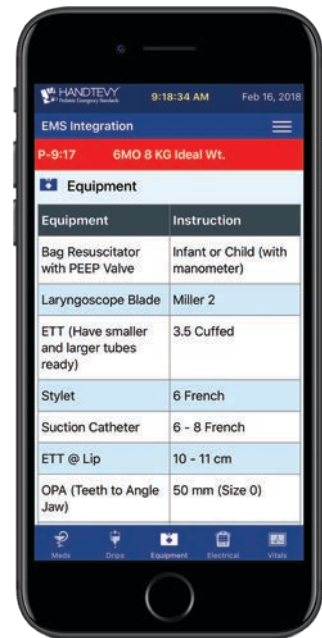 HANDTEVY
Pediatric Emergency Standards
9:18:34 AM
Feb 16, 2018
EMS Integration
P-9:17 6MO 8 KG Ideal Wt.
Equipment
Equipment Instruction
Bag Resuscitator Infant or Child (with
with PEEP Valve manometer)
Laryngoscope Blade Miller 2
ETT (Have smaller 3.5 Cuffed
and larger tubes
ready)
Stylet 6 French
Suction Catheter 6 - 8 French
ETT @ Lip 10 - 11 cm
OPA (Teeth to Angle 50 mm (Size 0)
Jaw)
Meds Drips Equipment Electrical Vitals